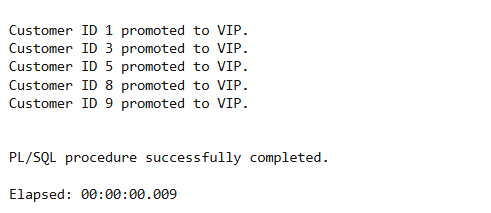 Customer ID 1 promoted to VIP.
Customer ID 3 promoted to VIP.
Customer ID 5 promoted to VIP.
Customer ID 8 promoted to VIP.
Customer ID 9 promoted to VIP.
PL/SQL procedure successfully completed.
Elapsed: 00:00:00.009